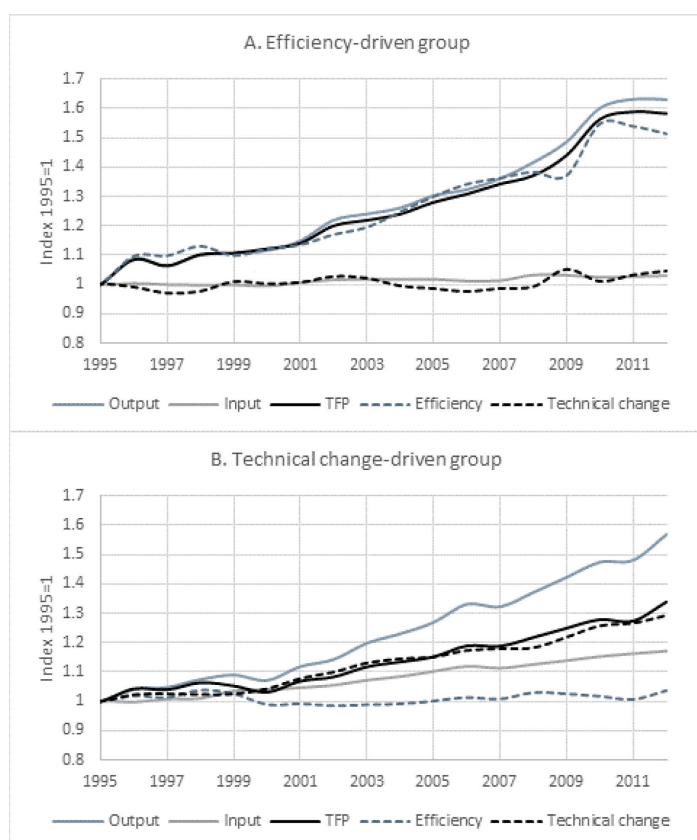 A. Efficiency-driven group
Index 1995=1
1.7
1.6
1.5
1.4
1.3
1.2
1.1
1
0.9
0.8
1995 1997 1999 2001 2003 2005 2007 2009 2011
Output Input TFP Efficiency Technical change
B. Technical change-driven group
Index 1995=1
1.7
1.6
1.5
1.4
1.3
1.2
1.1
1
0.9
0.8
1995 1997 1999 2001 2003 2005 2007 2009 2011
Output Input TFP Efficiency Technical change